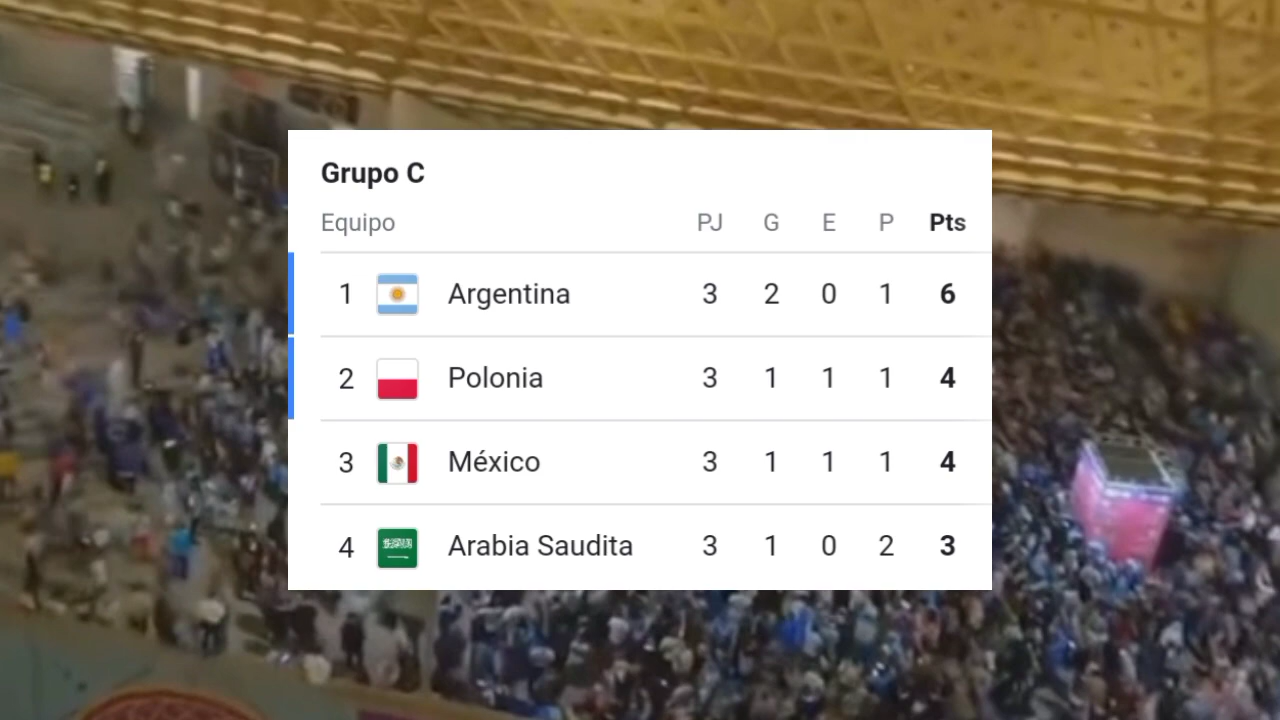 Grupo C
Equipo PJ G E P Pts
1 Argentina 3 2 0 1 6
2 Polonia 3 1 1 1 4
3 México 3 1 1 1 4
4 Arabia Saudita 3 1 0 2 3